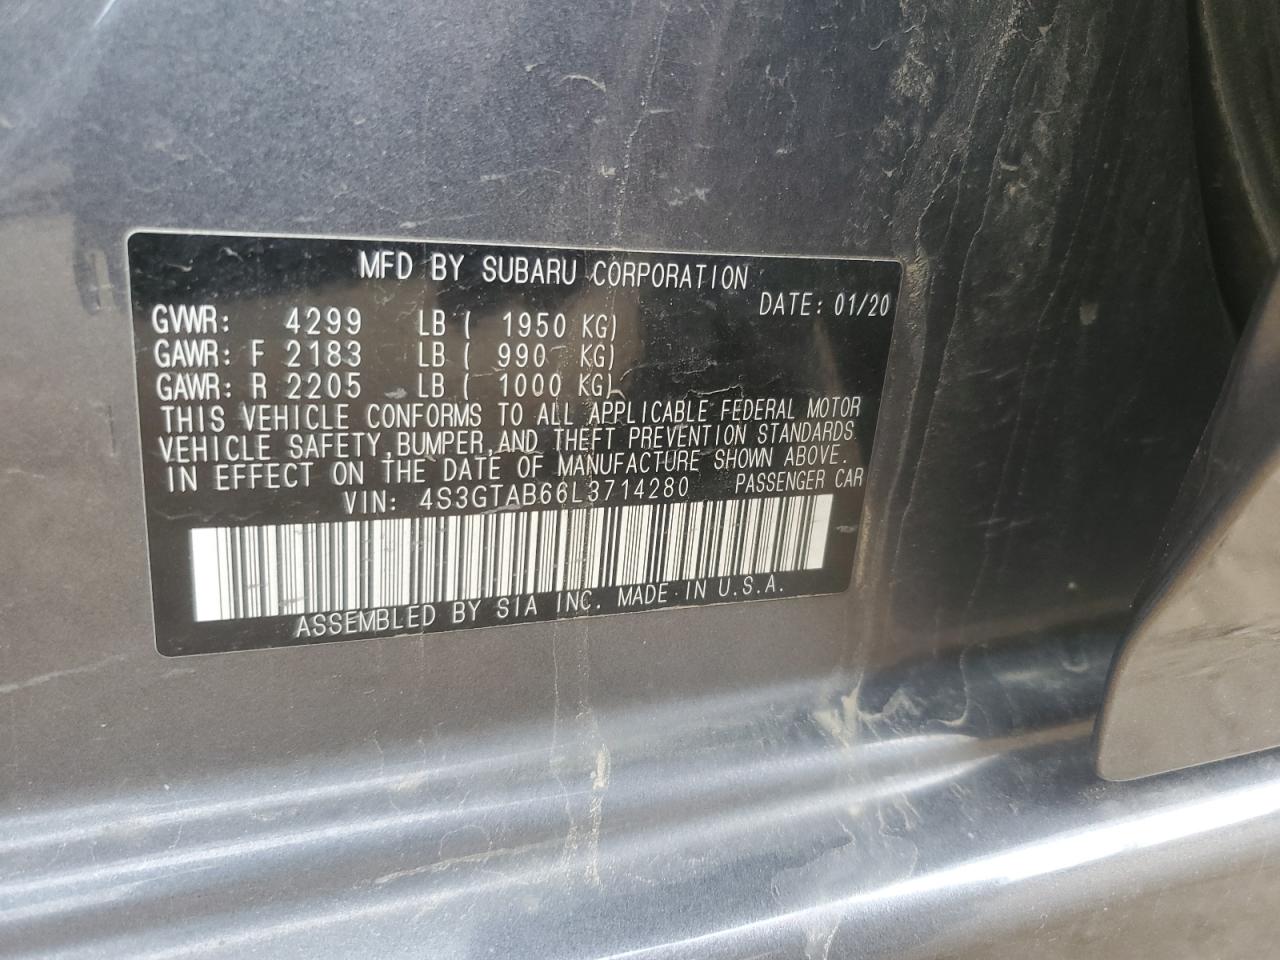 MFD BY SUBARU CORPORATION
DATE: 01/20
GVWR: 4299 LB ( 1950 KG)
GAWR: F 2183 LB ( 990 KG)
GAWR: R 2205 LB ( 1000 KG)
THIS VEHICLE CONFORMS TO ALL APPLICABLE FEDERAL MOTOR
VEHICLE SAFETY, BUMPER, AND THEFT PREVENTION STANDARDS
IN EFFECT ON THE DATE OF MANUFACTURE SHOWN ABOVE.
VIN: 4S3GTAB66L3714280 PASSENGER CAR
ASSEMBLED BY SIA INC. MADE IN U.S.A.